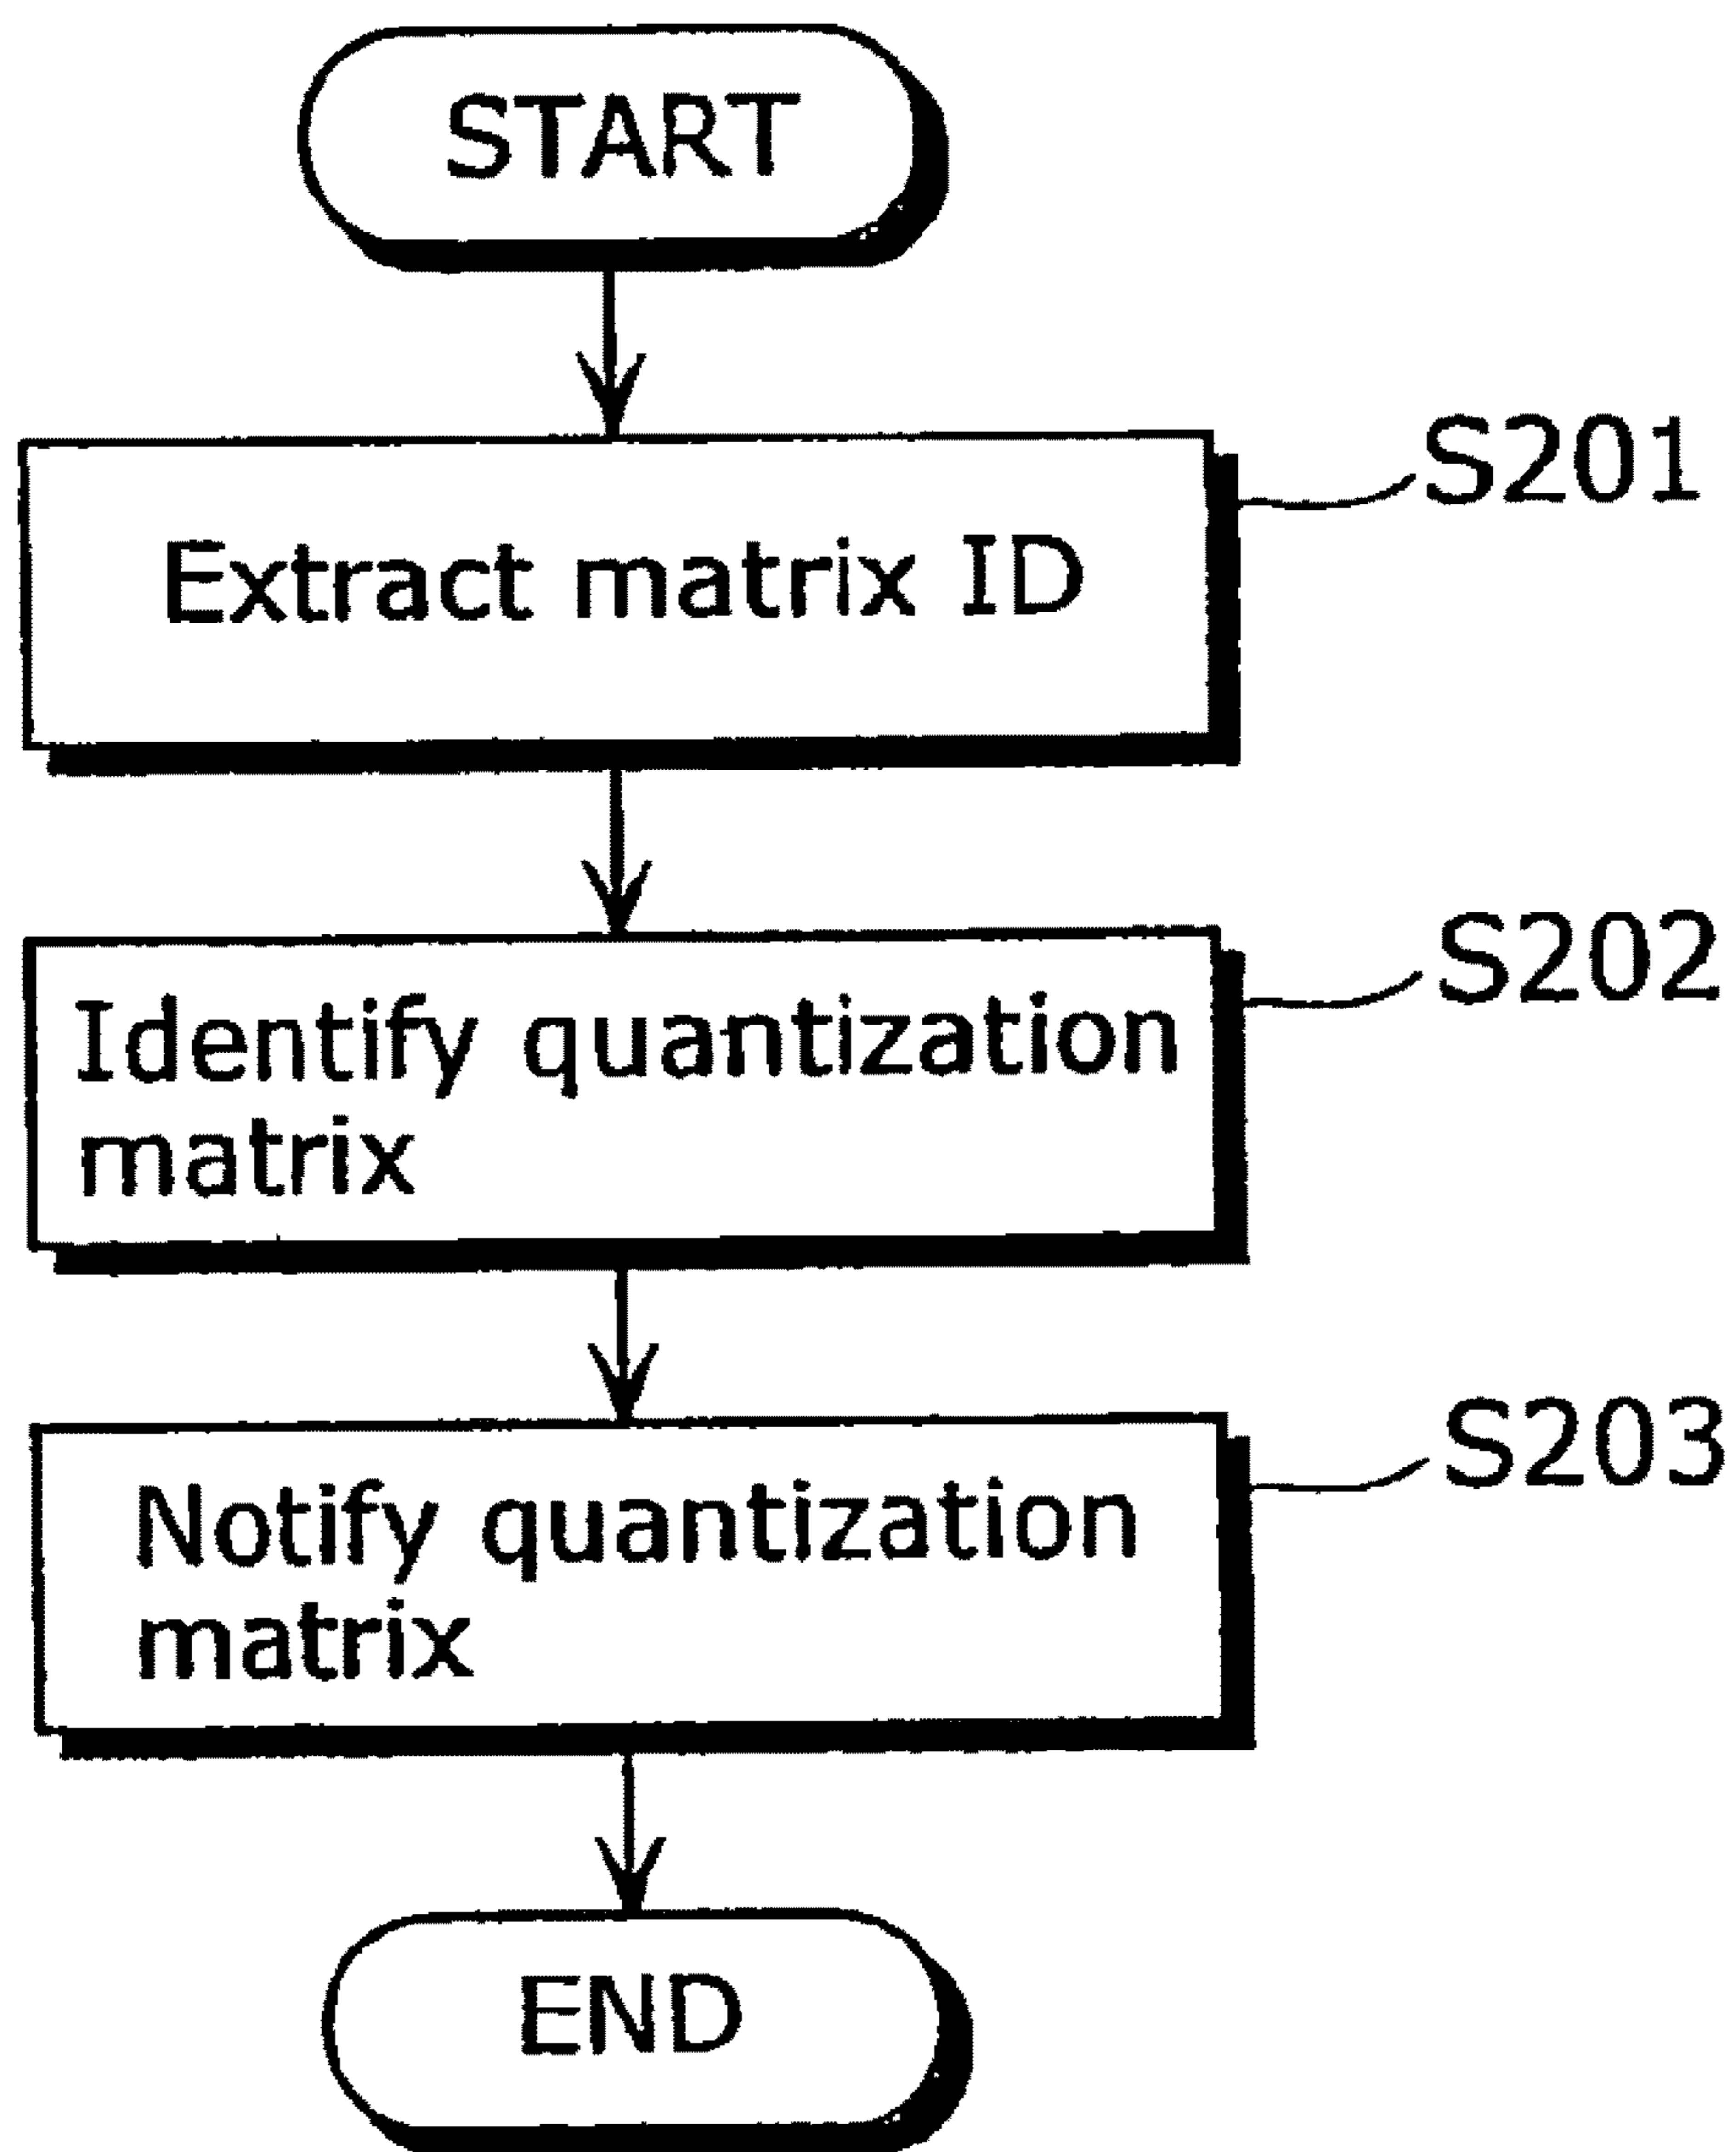 START
Extract matrix ID
S201
Identify quantization
matrix
S202
Notify quantization
matrix
S203
END